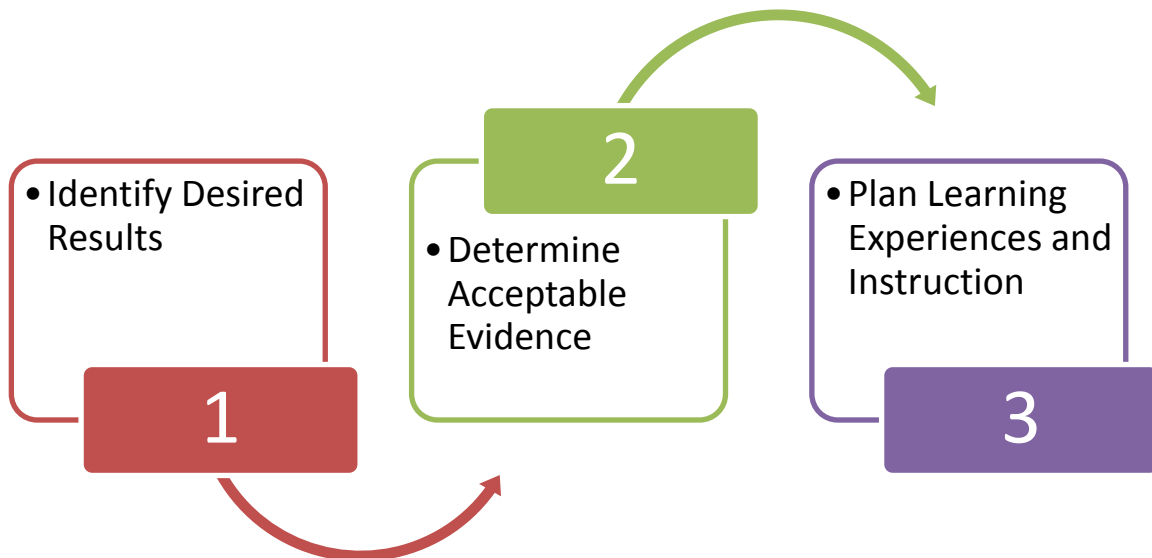 • Identify Desired
Results
1
2
• Determine
Acceptable
Evidence
• Plan Learning
Experiences and
Instruction
3